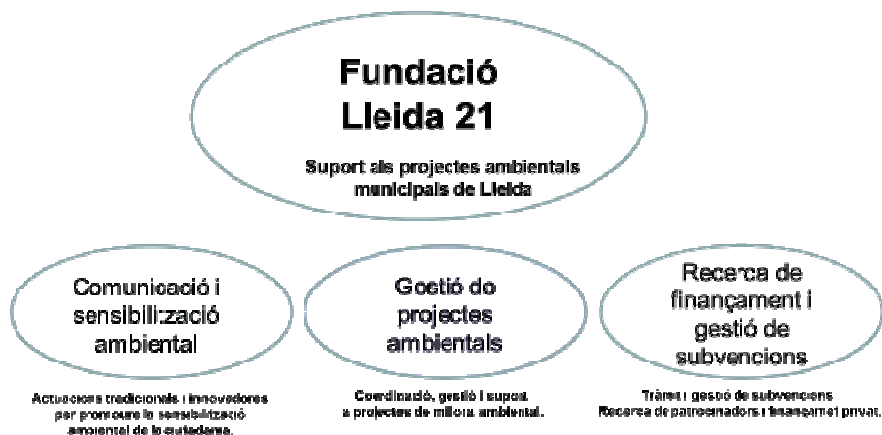 Fundació
Lleida 21
Suport als projectes ambientals
municipals de Lleida
Comunicació i
sensibilització
ambiental
Gestió de
projectes
ambientals
Recerca de
finançament i
gestió de
subvencions
Actuacions tradicionals i innovadores
per promoure la sensibilització
ambiental de la ciutadania.
Coordinació, gestió i suport
a projectes de millora ambiental.
Tràmit i gestió de subvencions
Recerca de patrocinadors i finançamet privat.